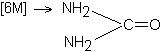 [6M] → NH2
C=O
NH2